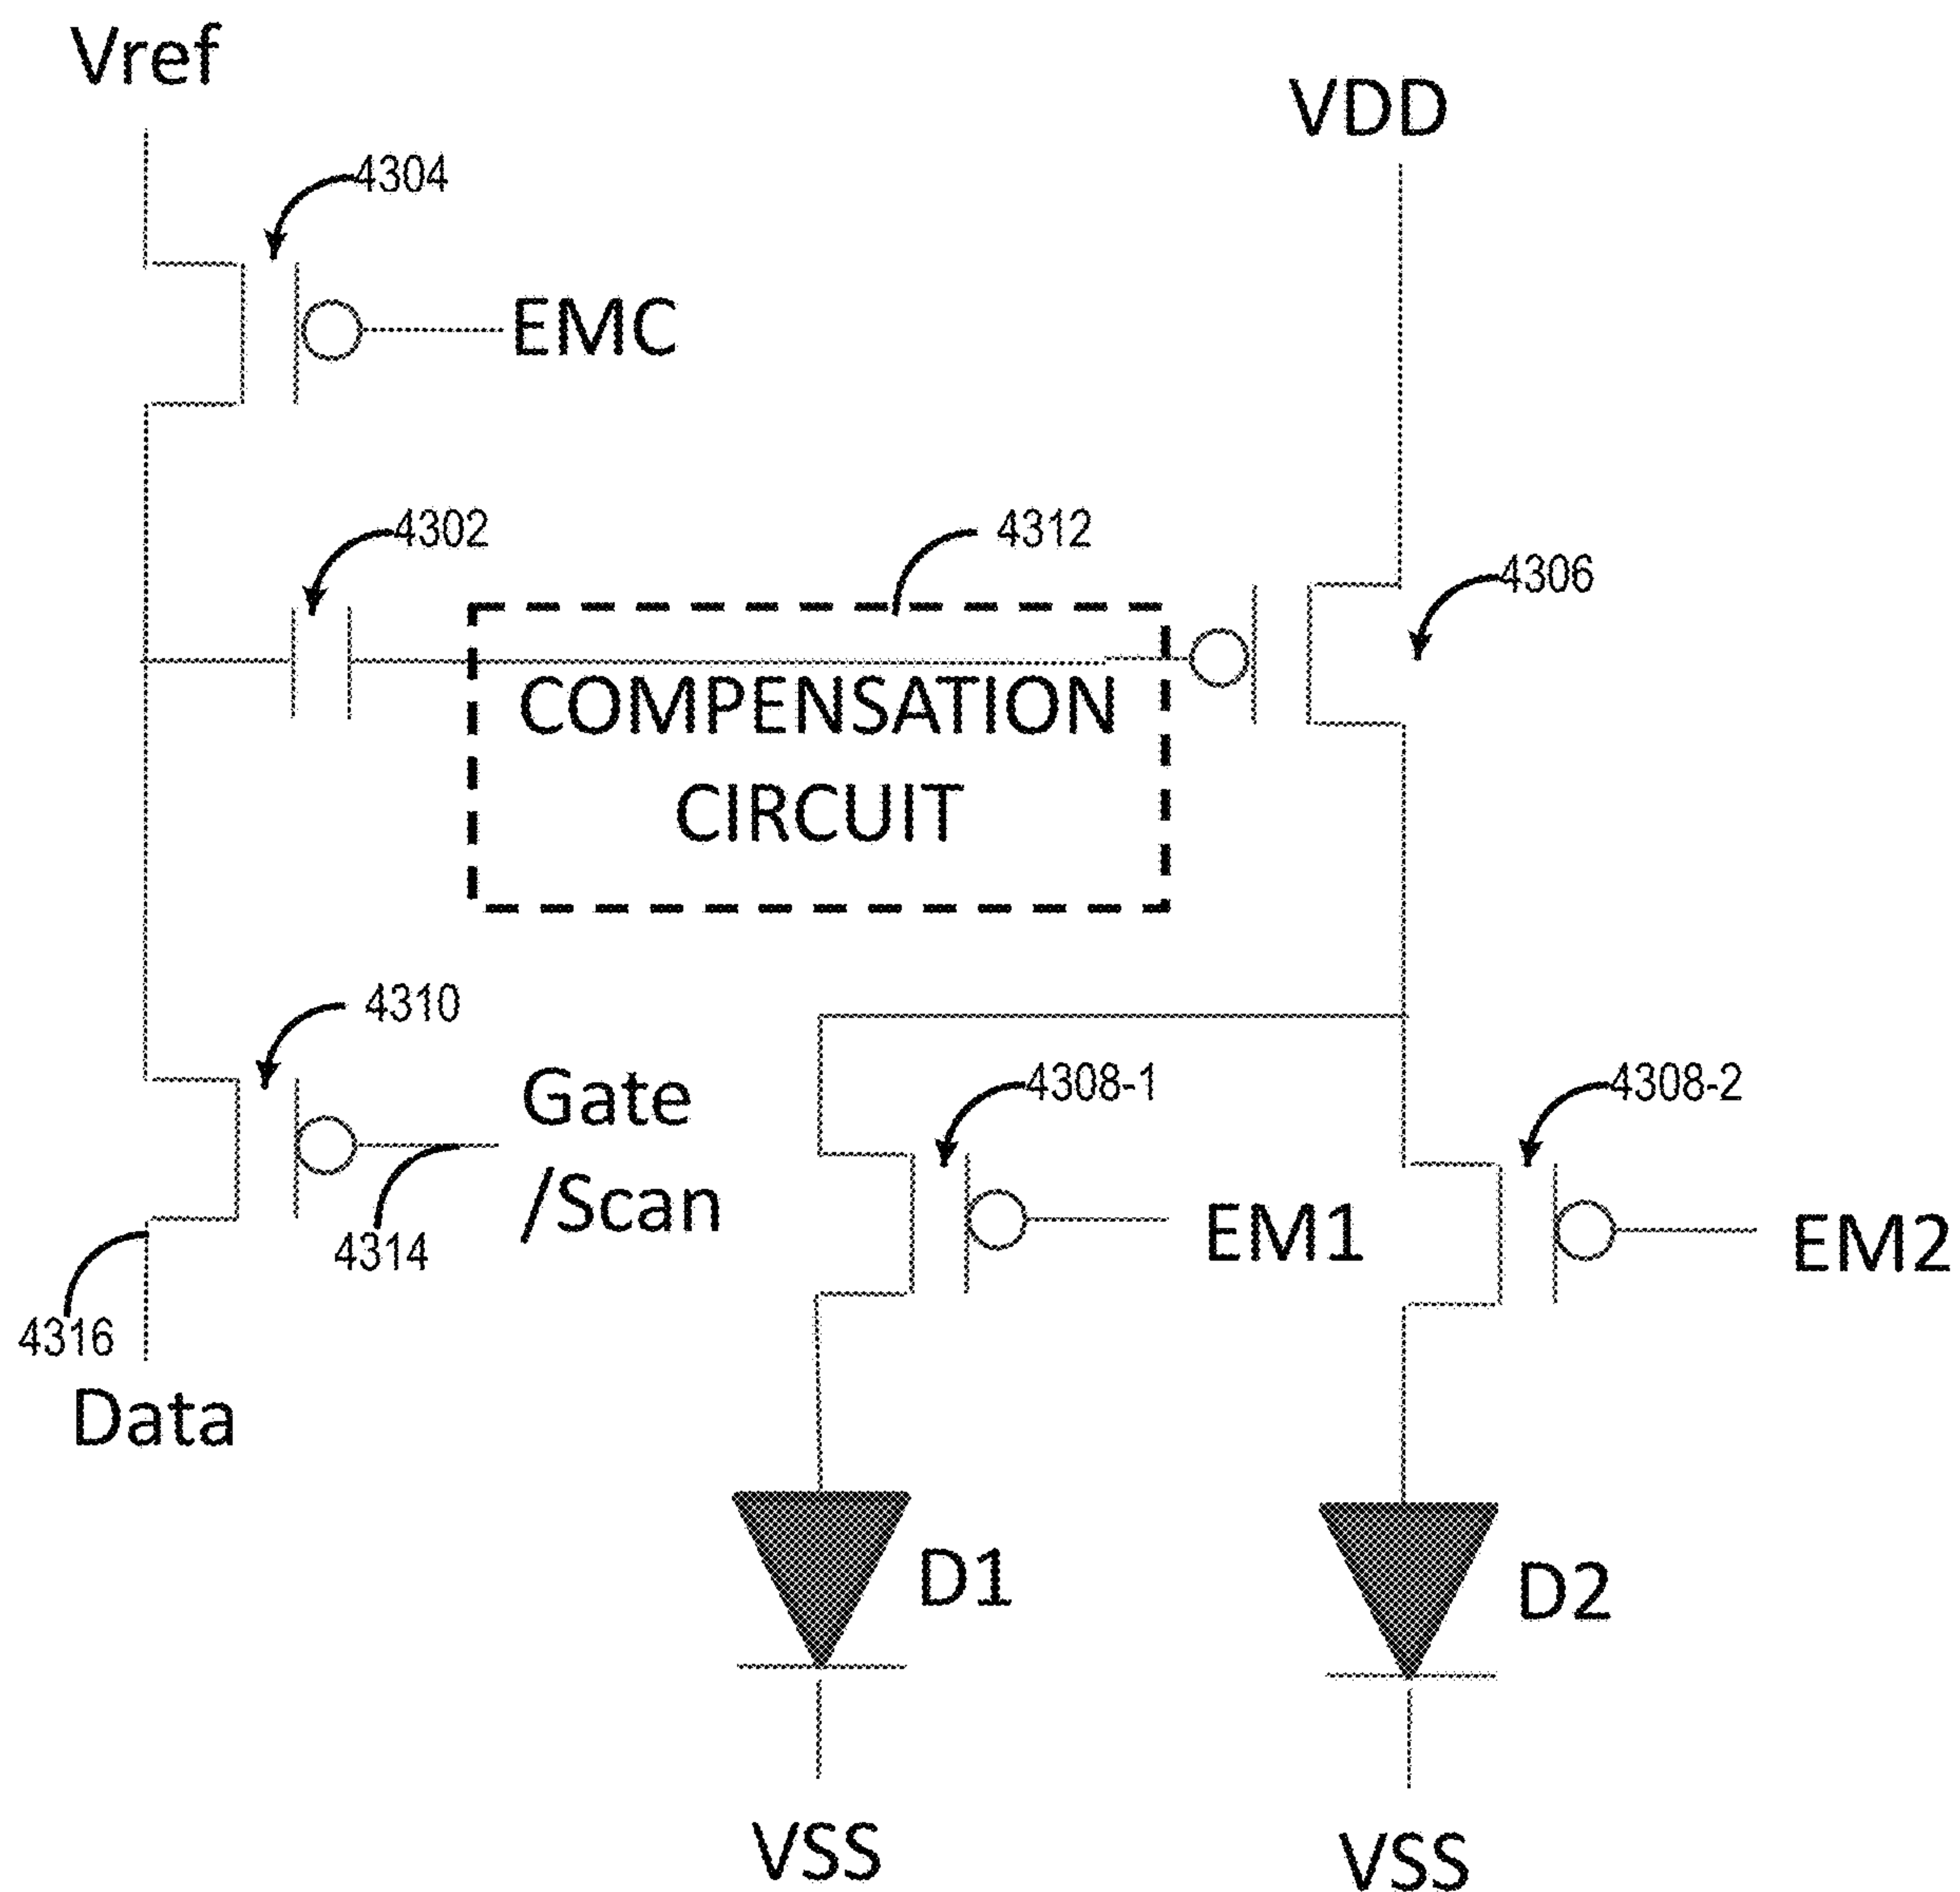 Vref
VDD
4304
EMC
4302
4312
4306
COMPENSATION
CIRCUIT
4310
Gate
/Scan
4314
4316
Data
4308-1
4308-2
EM1
EM2
D1
D2
VSS
VSS